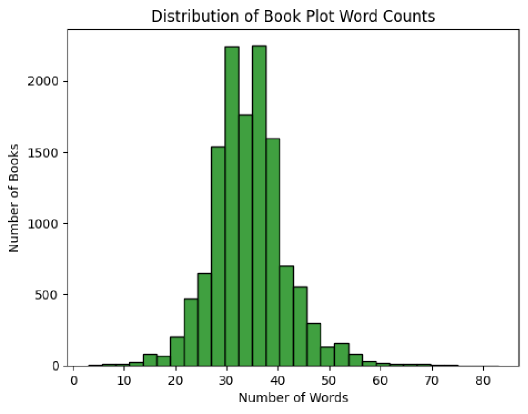 Distribution of Book Plot Word Counts
Number of Books
2000
1500
1000
500
0
0 10 20 30 40 50 60 70 80
Number of Words